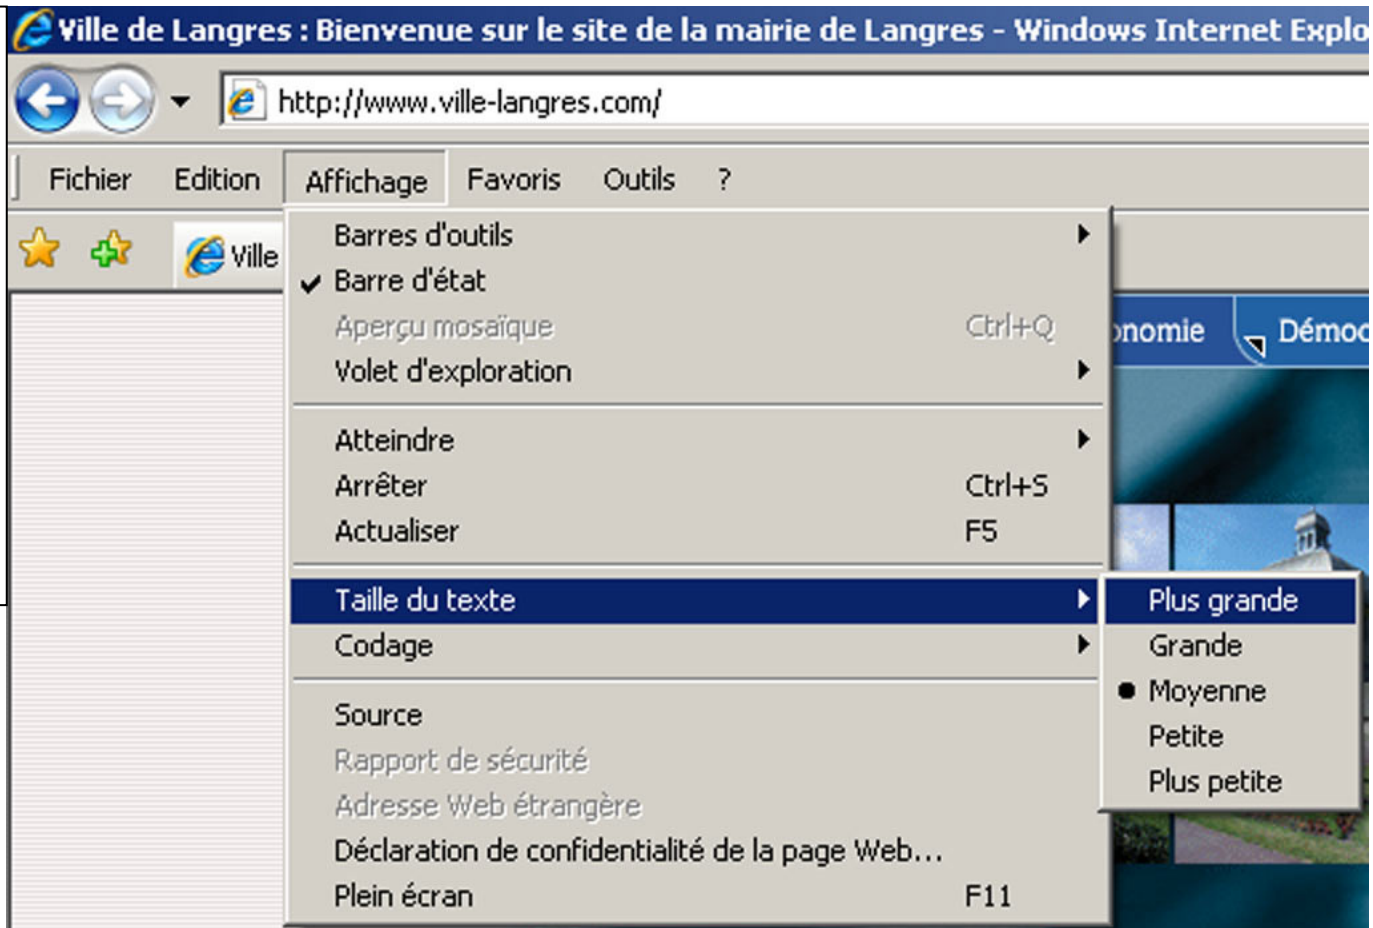 Ville de Langres : Bienvenue sur le site de la mairie de Langres - Windows Internet Explo
http://www.ville-langres.com/
Fichier Edition Affichage Favoris Outils ?
Ville
Barres d'outils
Barre d'état
Aperçu mosaïque Ctrl+Q
onomie Démoc
Volet d'exploration
Atteindre
Arrêter Ctrl+S
Actualiser F5
Taille du texte
Plus grande
Codage
Grande
Moyenne
Source
Petite
Rapport de sécurité
Plus petite
Adresse Web étrangère
Déclaration de confidentialité de la page Web...
Plein écran F11